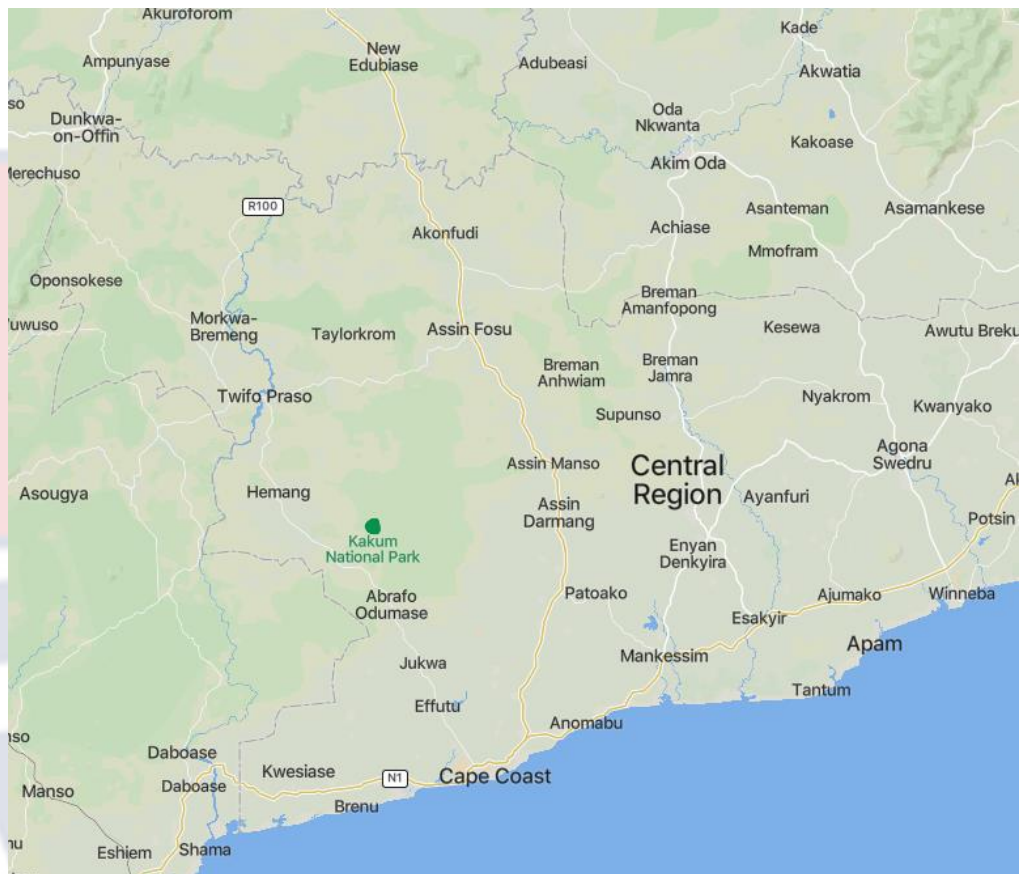 Akuroforom
Kade
New
Edubiase
Ampunyase
Adubeasi
Akwatia
so
Oda
Nkwanta
Dunkwa-
on-Offin
Kakoase
Akim Oda
Merechuso
R100
Asanteman
Asamankese
Achiase
Akonfudi
Mmofram
Oponsokese
Breman
Amanfopong
Morkwa-
Bremeng
Taylorkrom
Assin Fosu
Kesewa
Awutu Breku
Breman
Anhwiam
Breman
Jamra
Twifo Praso
Nyakrom
Kwanyako
Supunso
Agona
Swedru
Assin Manso
Central
Region
Asougya
Hemang
Ayanfuri
Assin
Darmang
Potsin
Kakum
National Park
Enyan
Denkyira
Abrafo
Odumase
Patoako
Ajumako
Winneba
Esakyir
Apam
Jukwa
Mankessim
Tantum
Effutu
Anomabu
nso
Daboase
Kwesiase
N1
Cape Coast
Manso
Daboase
Brenu
Eshiem
Shama